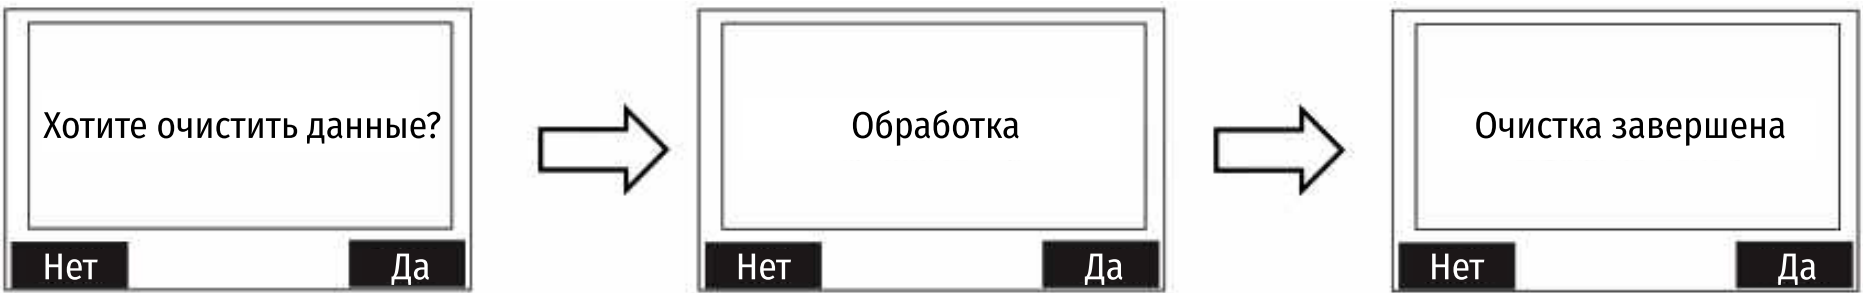 Хотите очистить данные?
Нет
Да
Обработка
Нет
Да
Очистка завершена
Нет
Да